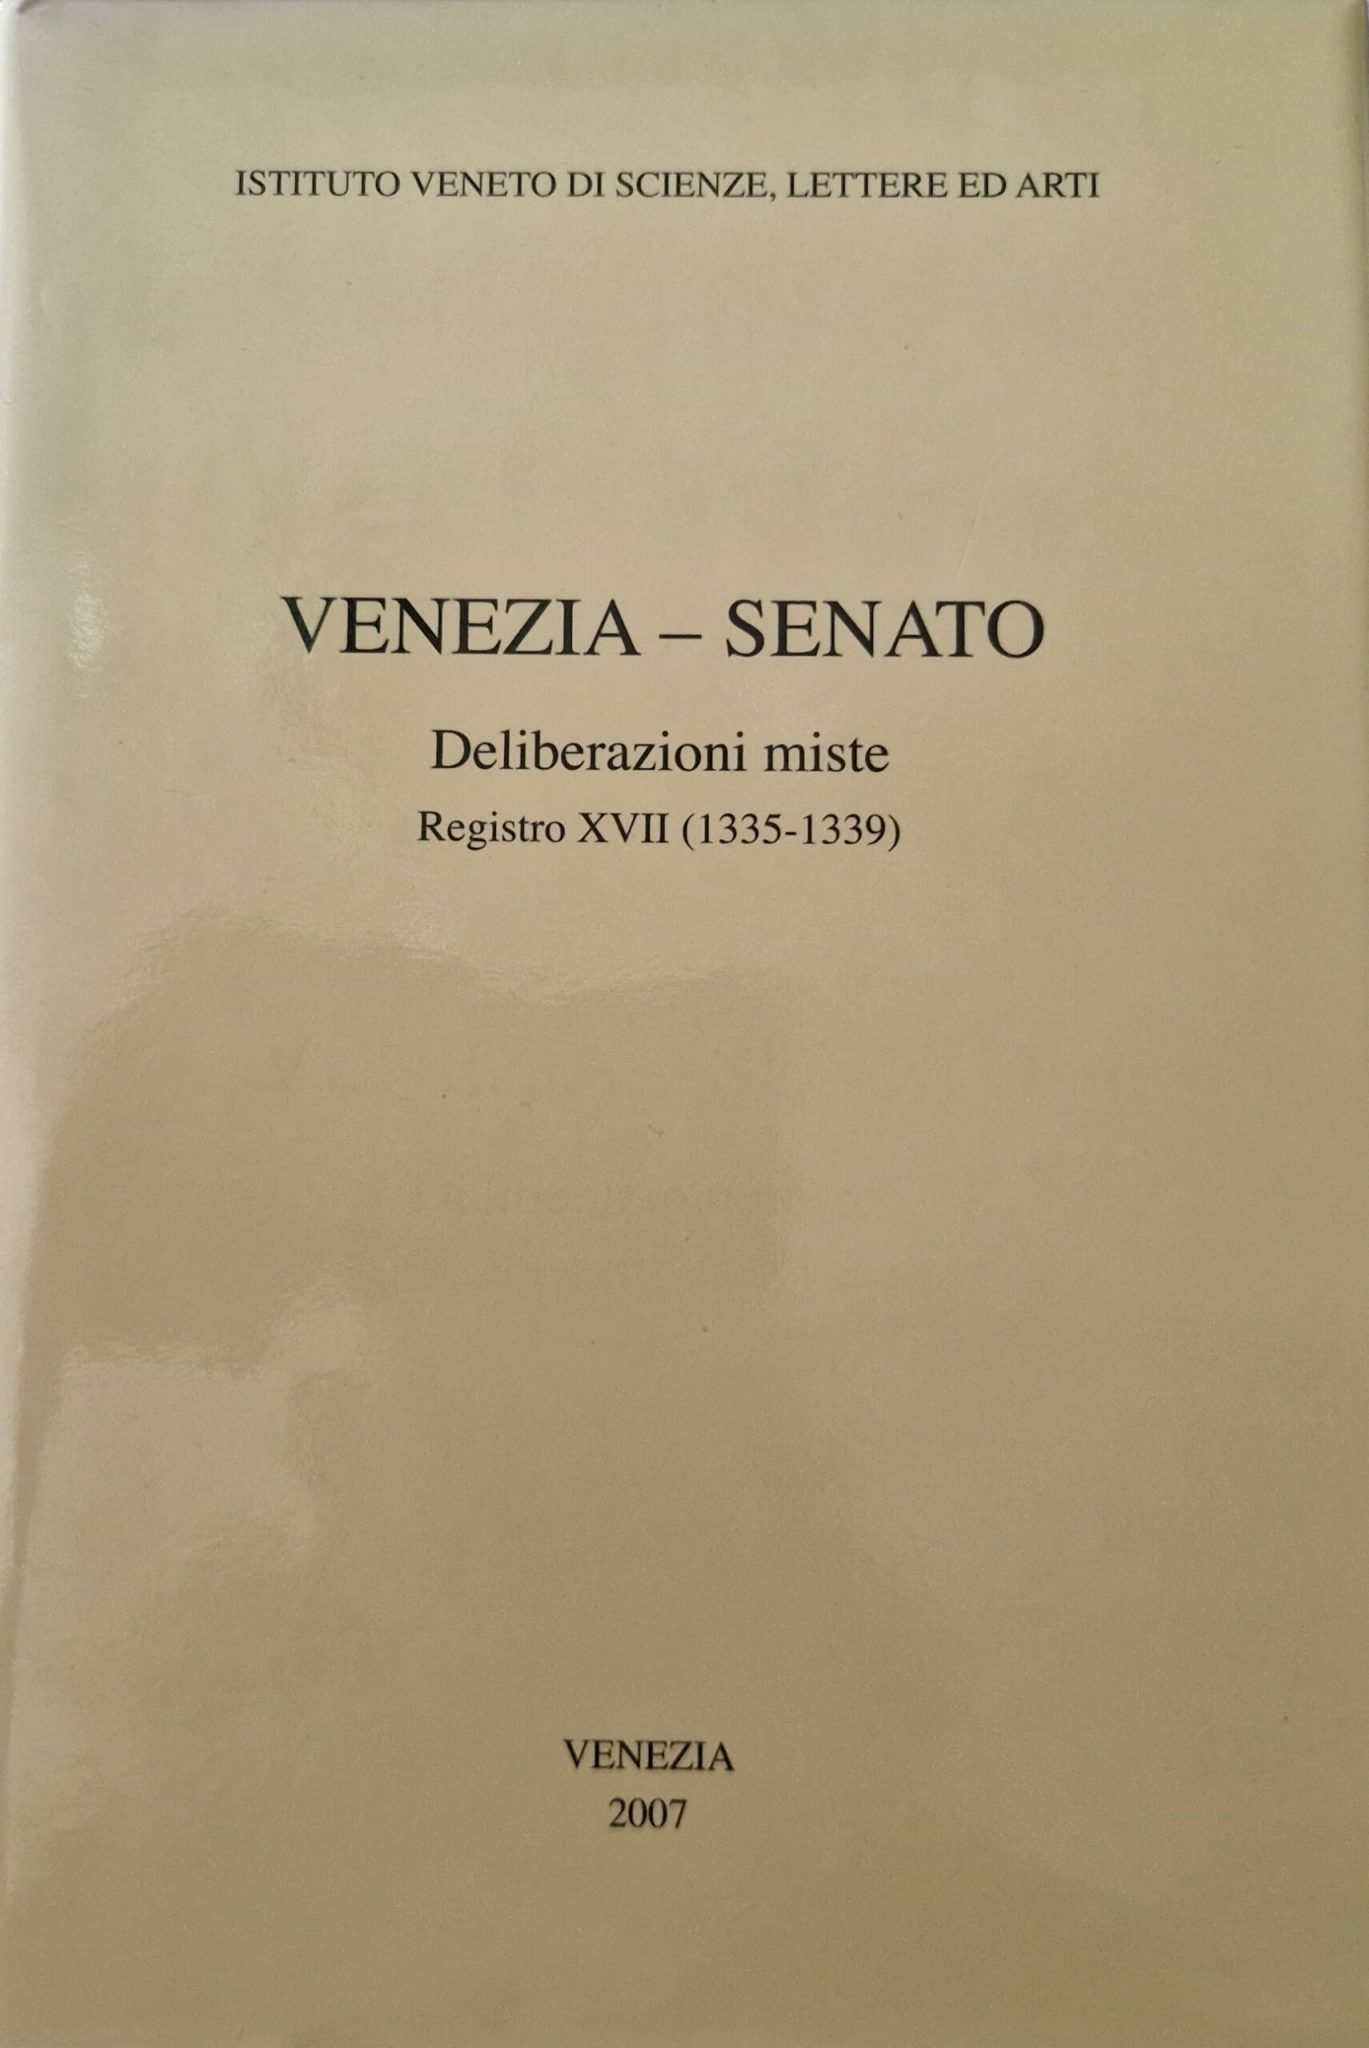 ISTITUTO VENETO DI SCIENZE, LETTERE ED ARTI
VENEZIA – SENATO
Deliberazioni miste
Registro XVII (1335-1339)
VENEZIA
2007